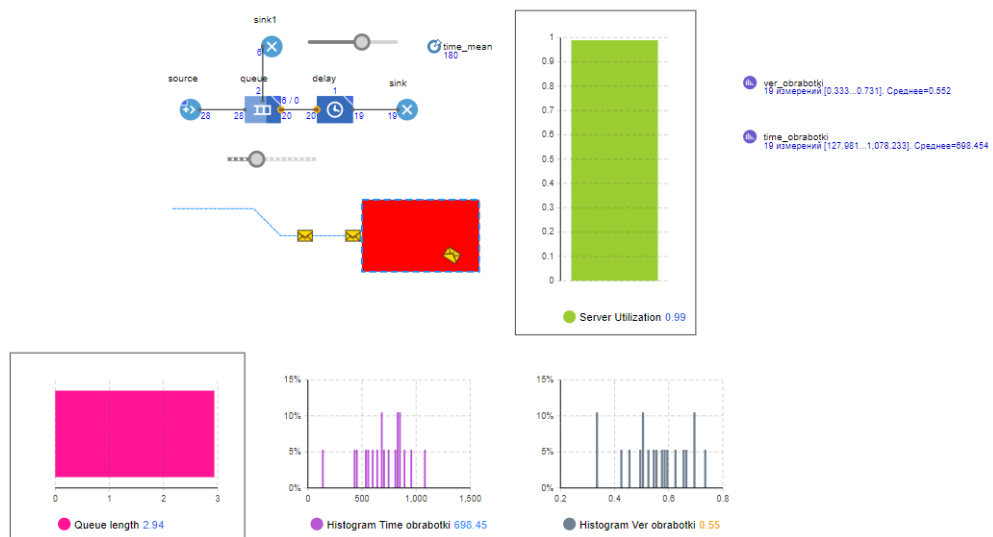 sink1
6
time_mean
180
source
queue
delay
sink
2
1
6 / 0
28
28
20
20
19
19
1
0.9
0.8
0.7
0.6
0.5
0.4
0.3
0.2
0.1
0
Server Utilization 0.99
ver_obrabotki
19 измерений [0.333...0.731]. Среднее=0.552
time_obrabotki
19 измерений [127.981...1,078.233]. Среднее=698.454
0 1 2 3
Queue length 2.94
15%
10%
5%
0%
0 500 1,000 1,500
Histogram Time obrabotki 698.45
15%
10%
5%
0%
0.2 0.4 0.6 0.8
Histogram Ver obrabotki 0.55